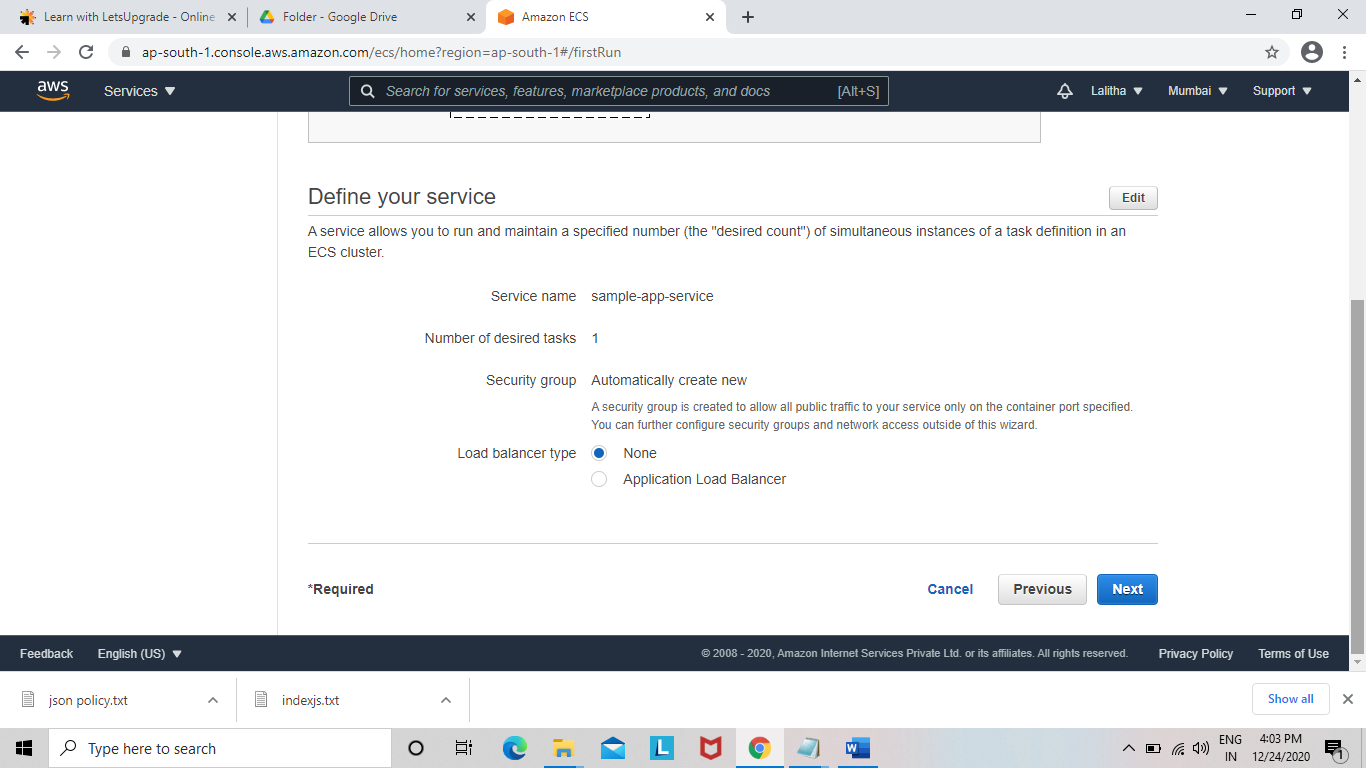 Learn with LetsUpgrade - Online
Folder - Google Drive
Amazon ECS
ap-south-1.console.aws.amazon.com/ecs/home?region=ap-south-1#/firstRun
aws
Services
Search for services, features, marketplace products, and docs
[Alt+S]
Lalitha
Mumbai
Support
Define your service
Edit
A service allows you to run and maintain a specified number (the "desired count") of simultaneous instances of a task definition in an
ECS cluster.
Service name sample-app-service
Number of desired tasks 1
Security group Automatically create new
A security group is created to allow all public traffic to your service only on the container port specified.
You can further configure security groups and network access outside of this wizard.
Load balancer type None
Application Load Balancer
*Required
Cancel
Previous
Next
Feedback
English (US)
© 2008 - 2020, Amazon Internet Services Private Ltd. or its affiliates. All rights reserved.
Privacy Policy
Terms of Use
json policy.txt
indexjs.txt
Show all
Type here to search
L
W
ENG
IN
4:03 PM
12/24/2020
1